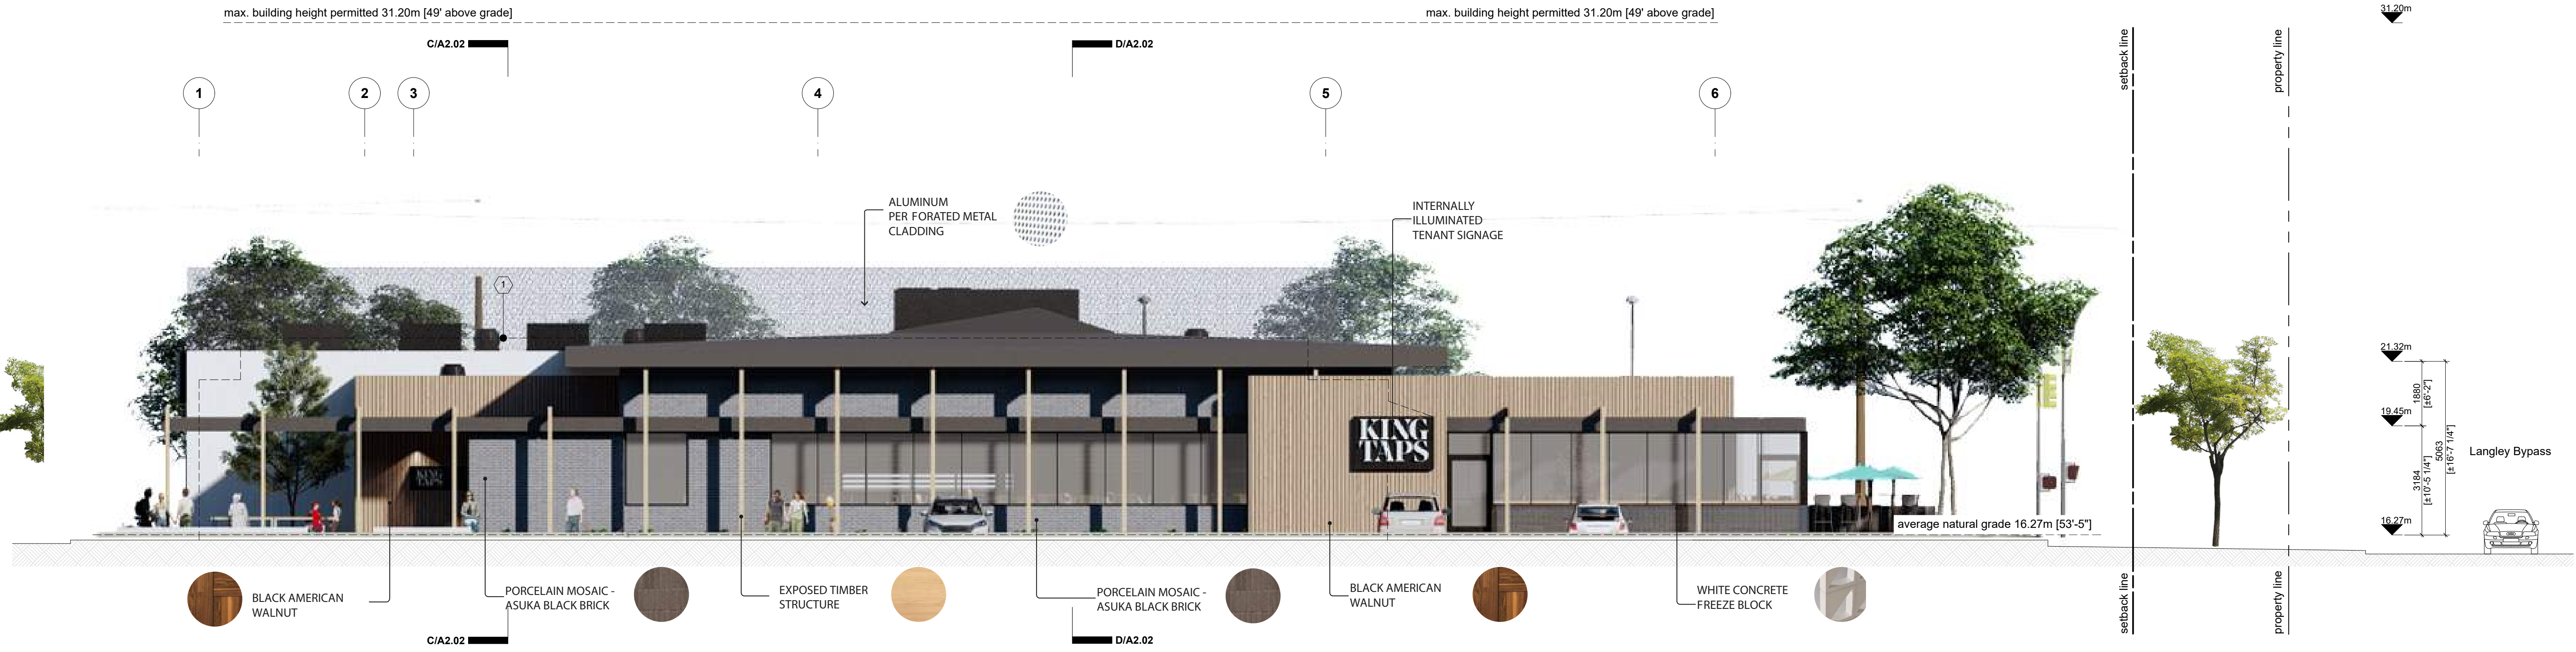 max. building height permitted 31.20m [49' above grade]
max. building height permitted 31.20m [49' above grade]
31.20m
C/A2.02
D/A2.02
setback line
property line
1
2
3
4
5
6
ALUMINUM
PER FORATED METAL
CLADDING
INTERNALLY
ILLUMINATED
TENANT SIGNAGE
1
21.32m
1880
[±6'-2"]
19.45m
5063
[±16'-7 1/4"]
3184
[±10'-5 1/4"]
Langley Bypass
KING
TAPS
KING
TAPS
16.27m
average natural grade 16.27m [53'-5"]
BLACK AMERICAN
WALNUT
PORCELAIN MOSAIC -
ASUKA BLACK BRICK
EXPOSED TIMBER
STRUCTURE
PORCELAIN MOSAIC -
ASUKA BLACK BRICK
BLACK AMERICAN
WALNUT
WHITE CONCRETE
FREEZE BLOCK
setback line
property line
C/A2.02
D/A2.02